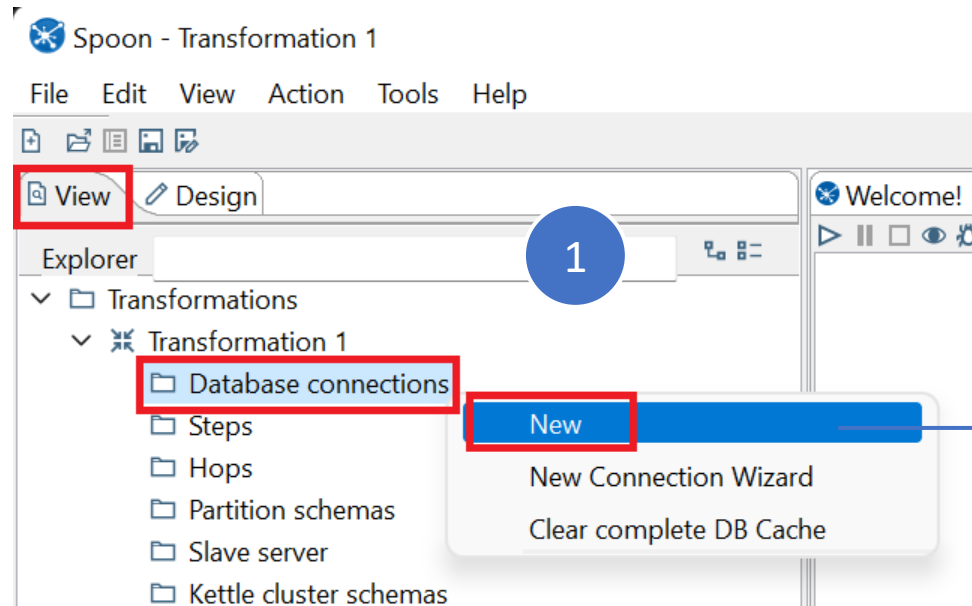 Spoon - Transformation 1
File Edit View Action Tools Help
View Design
Welcome!
Explorer
1
Transformations
Transformation 1
Database connections
New
Steps
Hops
New Connection Wizard
Partition schemas
Clear complete DB Cache
Slave server
Kettle cluster schemas